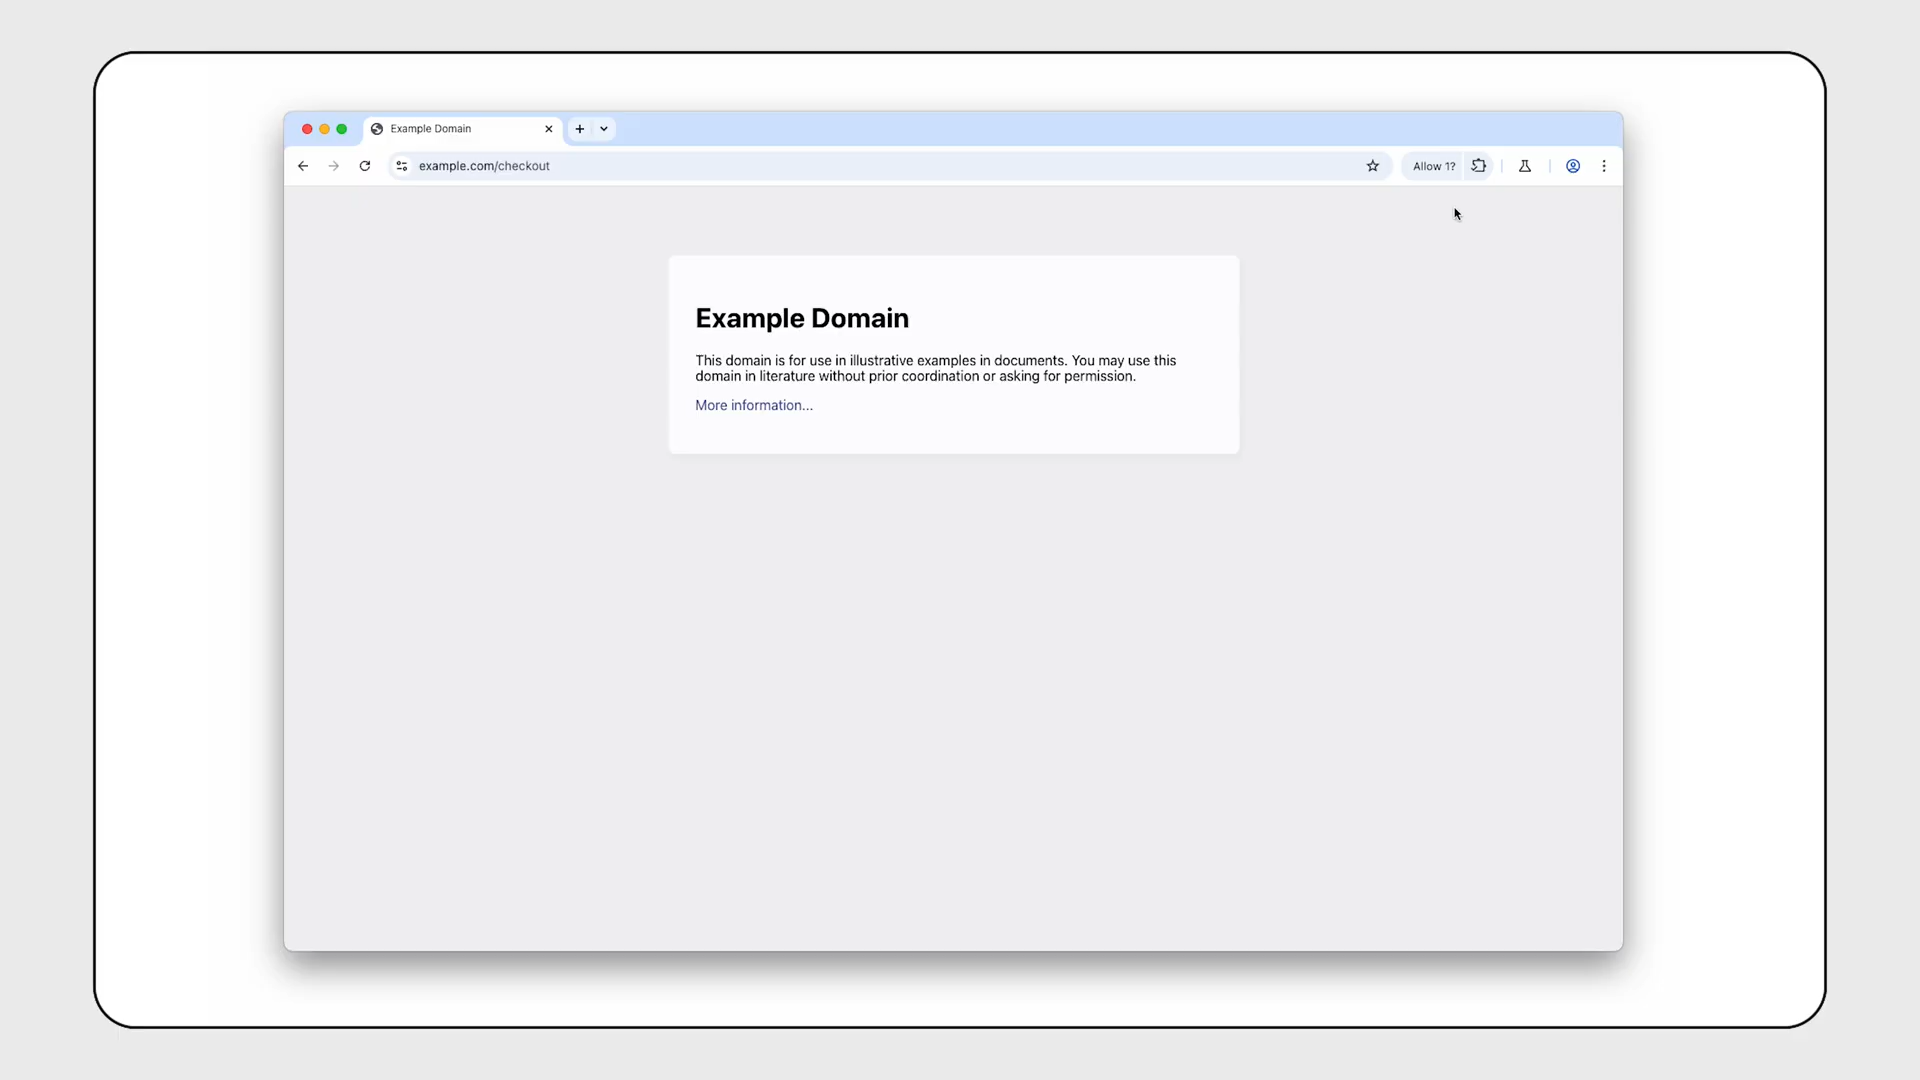 Example Domain
example.com/checkout
Allow 1?
Example Domain
This domain is for use in illustrative examples in documents. You may use this
domain in literature without prior coordination or asking for permission.
More information...